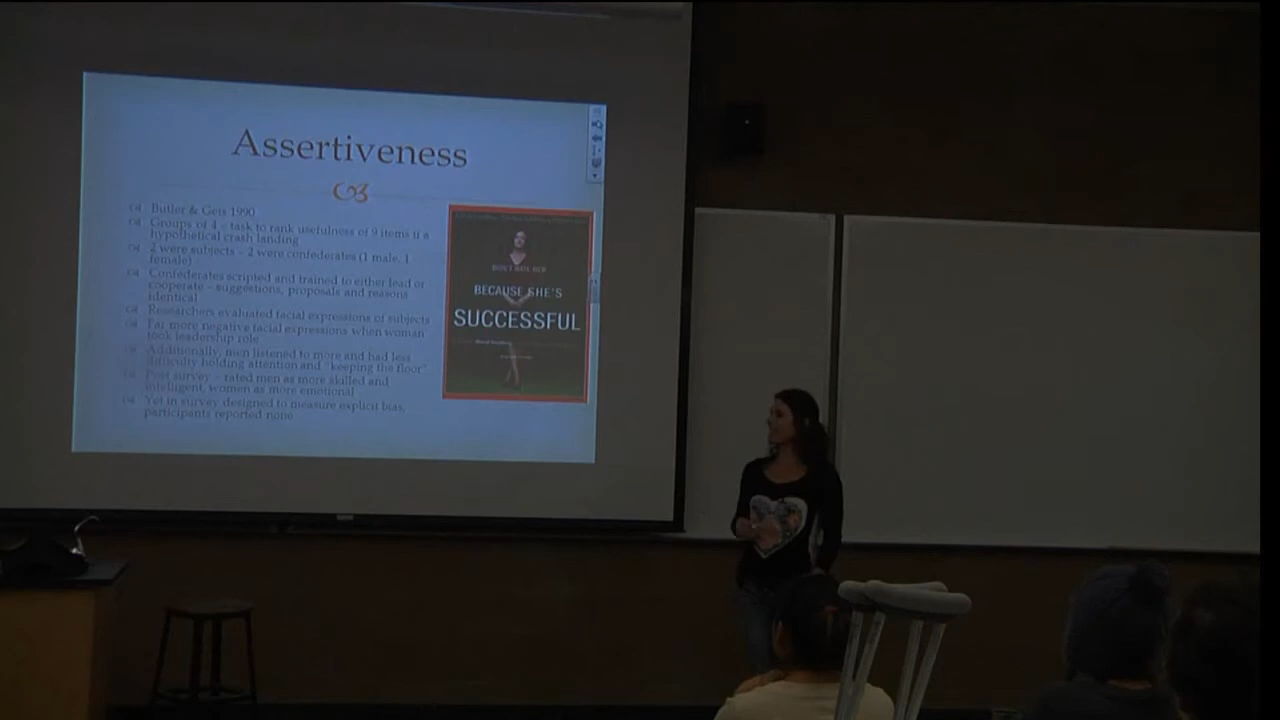 Assertiveness
Butler & Geis 1990
Groups of 4 – task to rank usefulness of 9 items if a
hypothetical crash landing
2 were subjects – 2 were confederates (1 male, 1
female)
Confederates scripted and trained to either lead or
cooperate – suggestions, proposals and reasons
identical
Researchers evaluated facial expressions of subjects
Far more negative facial expressions when woman
took leadership role
Additionally, men listened to more and had less
difficulty holding attention and "keeping the floor"
Post survey – rated men as more skilled and
intelligent, women as more emotional
Yet in survey designed to measure explicit bias,
participants reported none
DON'T HATE HER
BECAUSE SHE'S
SUCCESSFUL